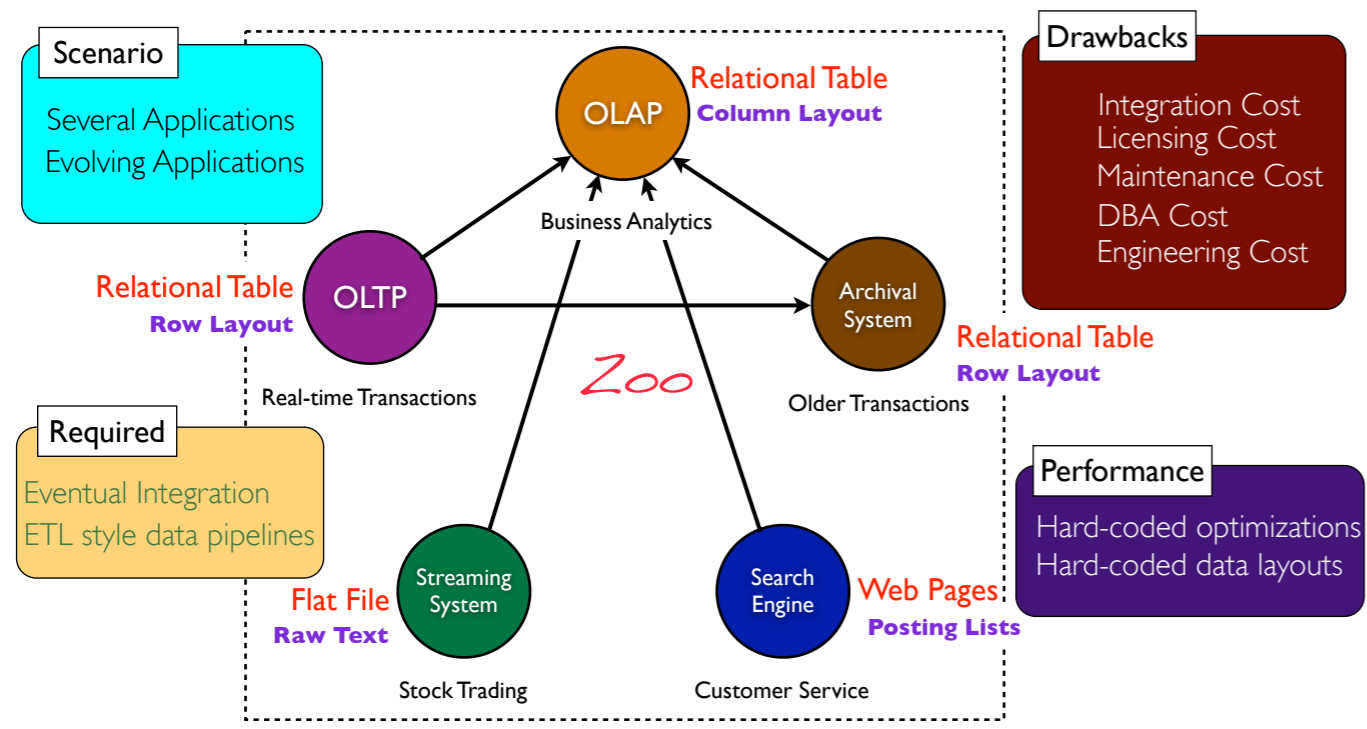 Scenario
Several Applications
Evolving Applications
OLAP
Relational Table
Column Layout
Business Analytics
Drawbacks
Integration Cost
Licensing Cost
Maintenance Cost
DBA Cost
Engineering Cost
Relational Table
Row Layout
OLTP
Real-time Transactions
Archival
System
Relational Table
Row Layout
Older Transactions
Zoo
Required
Eventual Integration
ETL style data pipelines
Performance
Hard-coded optimizations
Hard-coded data layouts
Flat File
Raw Text
Streaming
System
Stock Trading
Search
Engine
Web Pages
Posting Lists
Customer Service